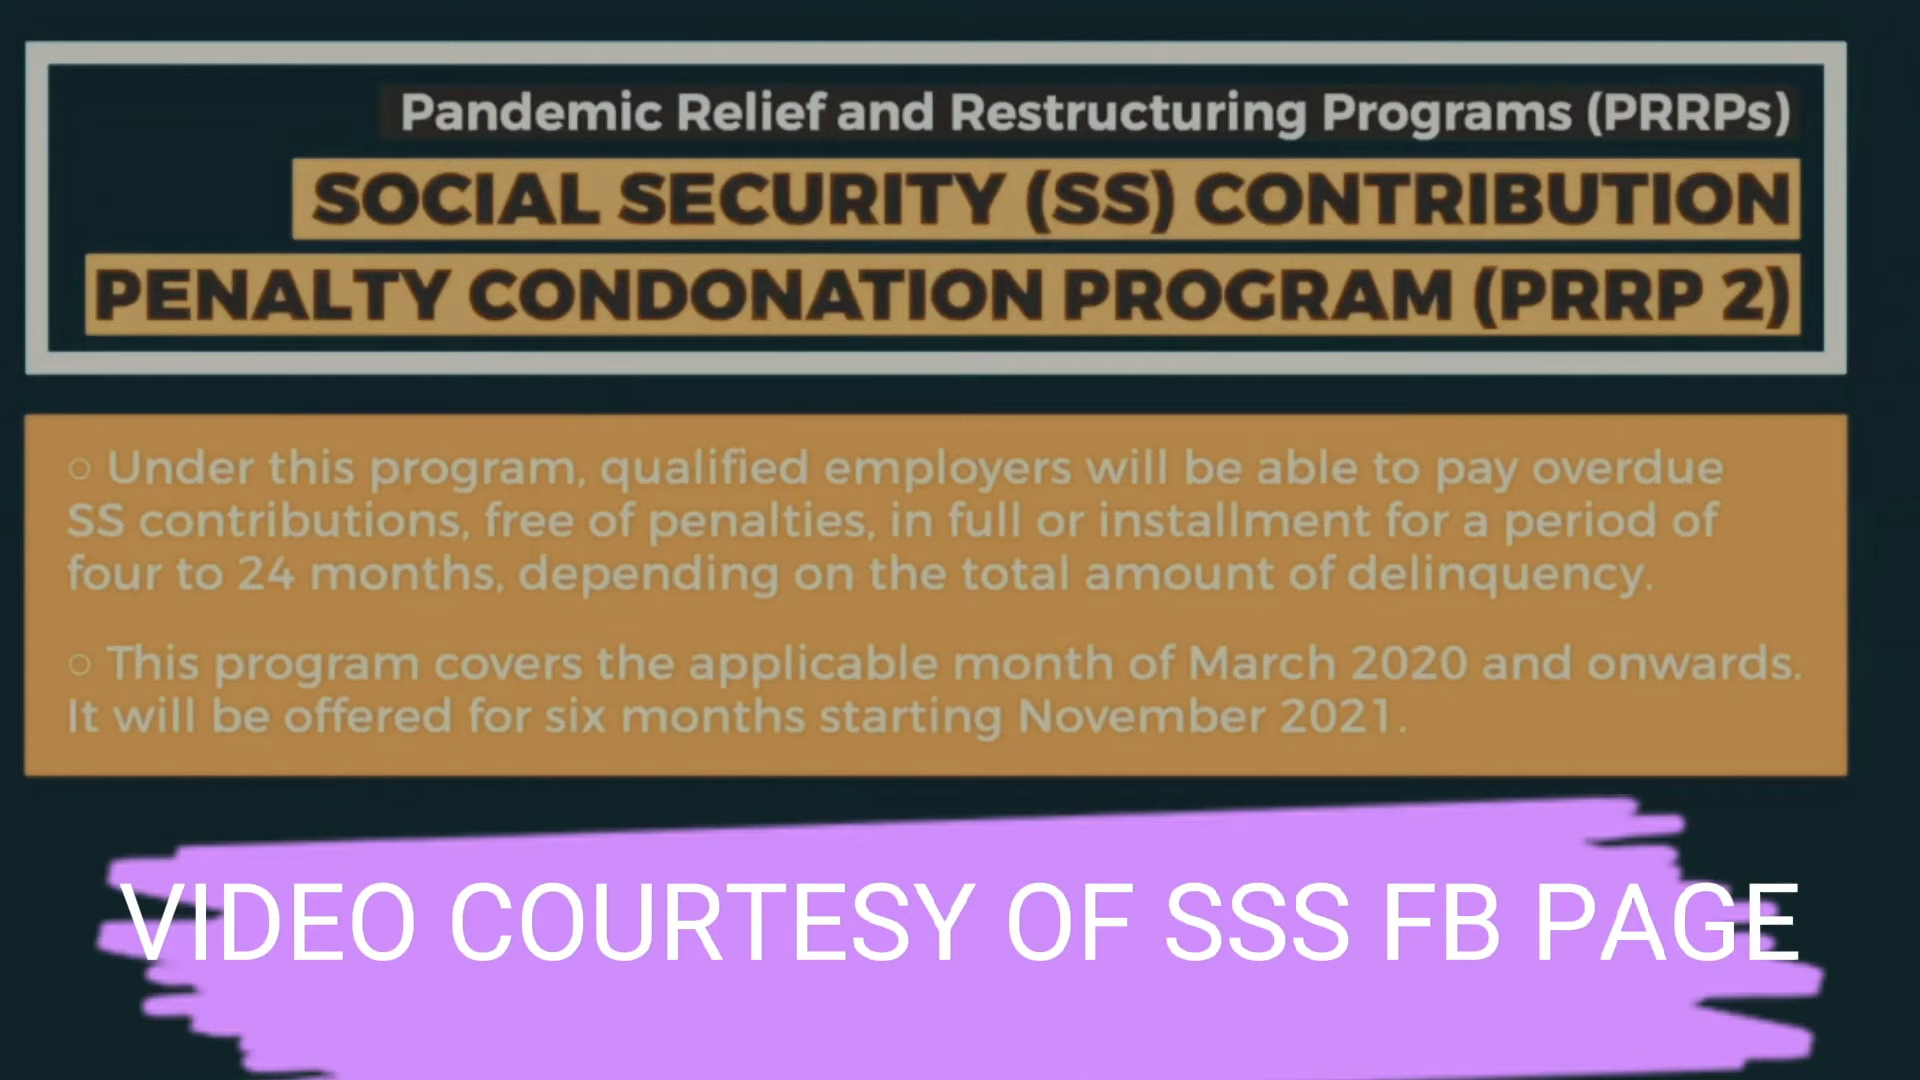 Pandemic Relief and Restructuring Programs (PRRPs)
SOCIAL SECURITY (SS) CONTRIBUTION
PENALTY CONDONATION PROGRAM (PRRP 2)
○ Under this program, qualified employers will be able to pay overdue
SS contributions, free of penalties, in full or installment for a period of
four to 24 months, depending on the total amount of delinquency.
○ This program covers the applicable month of March 2020 and onwards.
It will be offered for six months starting November 2021.
VIDEO COURTESY OF SSS FB PAGE